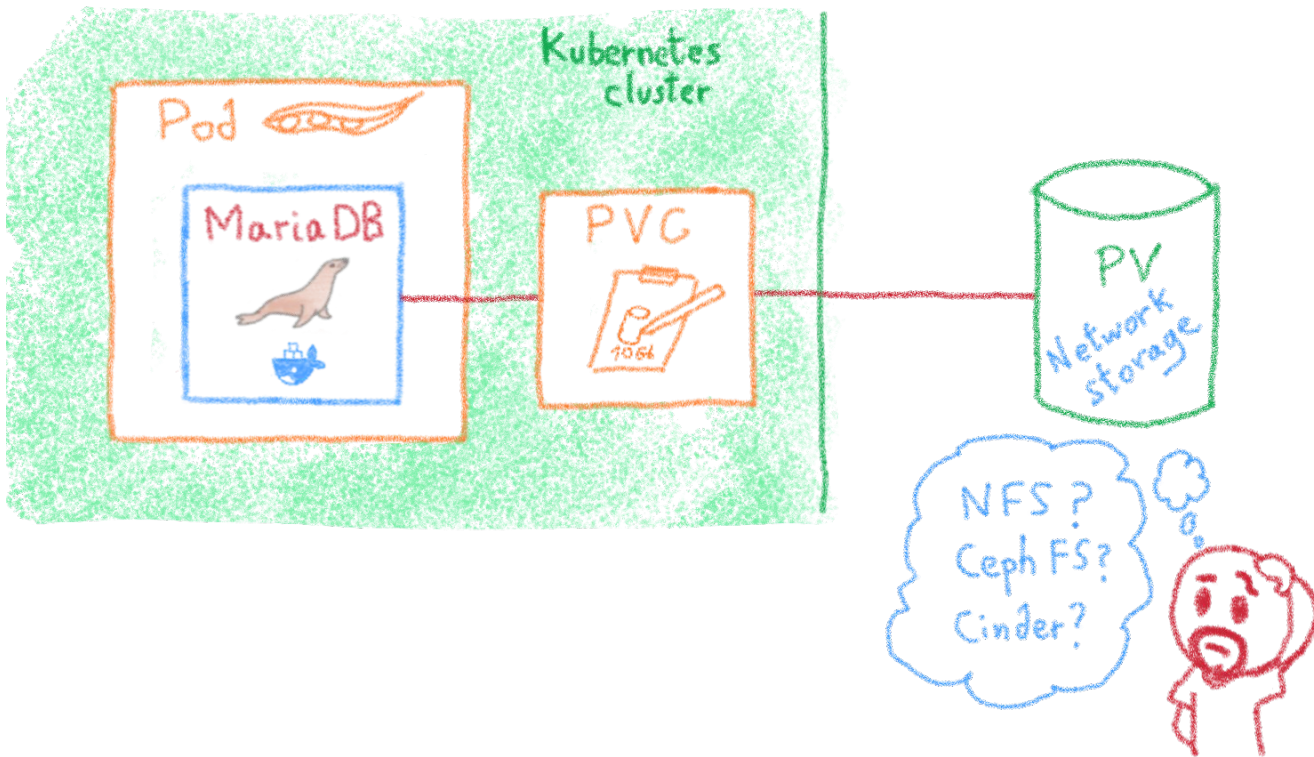 Kubernetes
cluster
Pod
MariaDB
PVC
10Gb
PV
Network
storage
NFS?
Ceph FS?
Cinder?